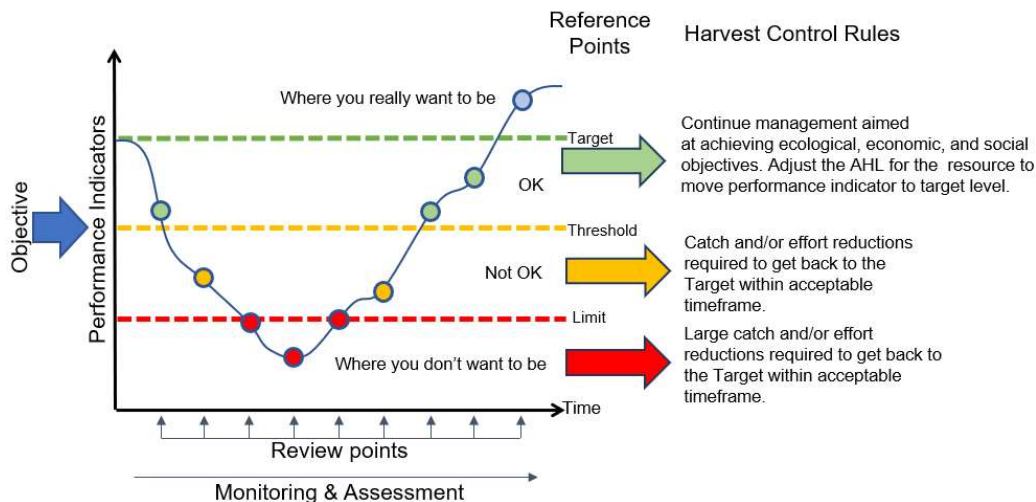 Reference
Points
Harvest Control Rules
Where you really want to be
Target
Continue management aimed
at achieving ecological, economic, and social
objectives. Adjust the AHL for the resource to
move performance indicator to target level.
OK
Objective
Performance Indicators
Threshold
Not OK
Catch and/or effort reductions
required to get back to the
Target within acceptable
timeframe.
Limit
Where you don't want to be
Large catch and/or effort
reductions required to get back to
the Target within acceptable
timeframe.
Time
Review points
Monitoring & Assessment